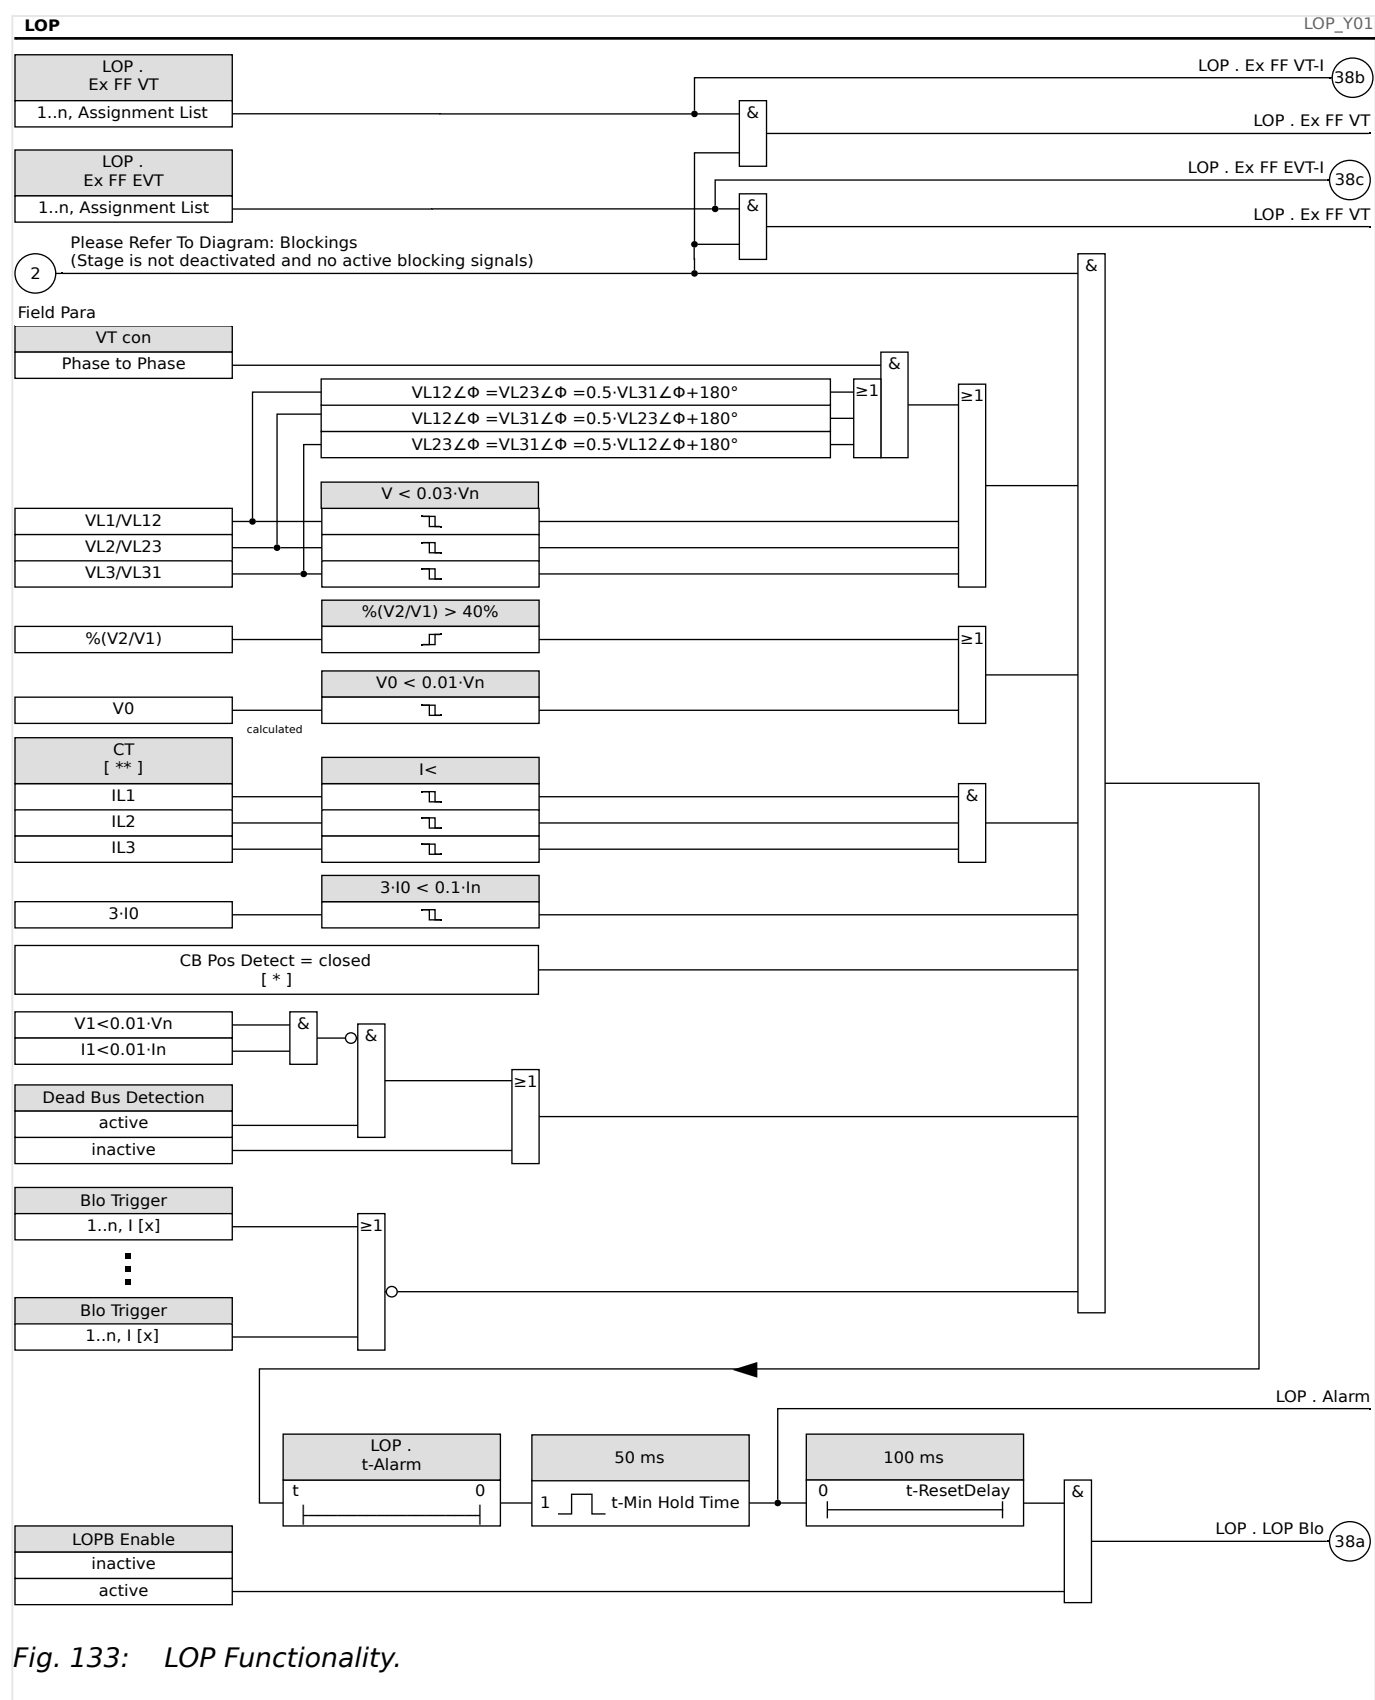 LOP
LOP_Y01
LOP .
Ex FF VT
1..n, Assignment List
LOP . Ex FF VT-I
38b
&
LOP . Ex FF VT
LOP .
Ex FF EVT
1..n, Assignment List
LOP . Ex FF EVT-I
38c
&
LOP . Ex FF VT
Please Refer To Diagram: Blockings
(Stage is not deactivated and no active blocking signals)
2
&
Field Para
VT con
Phase to Phase
&
VL12∠Φ =VL23∠Φ =0.5·VL31∠Φ+180°
≥1
≥1
VL12∠Φ =VL31∠Φ =0.5·VL23∠Φ+180°
VL23∠Φ =VL31∠Φ =0.5·VL12∠Φ+180°
V < 0.03·Vn
VL1/VL12
VL2/VL23
VL3/VL31
%(V2/V1) > 40%
%(V2/V1)
≥1
V0 < 0.01·Vn
V0
calculated
CT
[ ** ]
I<
IL1
&
IL2
IL3
3·I0 < 0.1·In
3·I0
CB Pos Detect = closed
[ * ]
V1<0.01·Vn
&
&
I1<0.01·In
≥1
Dead Bus Detection
active
inactive
Blo Trigger
1..n, I [x]
≥1
Blo Trigger
1..n, I [x]
LOP . Alarm
LOP .
t-Alarm
50 ms
100 ms
t 0
1 t-Min Hold Time
0 t-ResetDelay
&
LOP . LOP Blo
38a
LOPB Enable
inactive
active
Fig. 133: LOP Functionality.